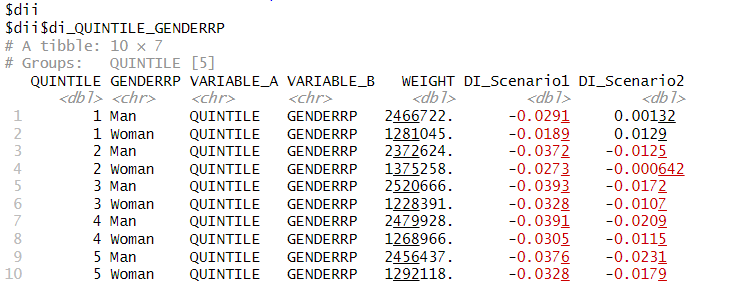 $dii
$dii$di_QUINTILE_GENDERRP
# A tibble: 10 × 7
# Groups:   QUINTILE [5]
   QUINTILE GENDERRP VARIABLE_A VARIABLE_B   WEIGHT DI_Scenario1 DI_Scenario2
      <dbl> <chr>    <chr>      <chr>         <dbl>        <dbl>        <dbl>
 1        1 Man      QUINTILE   GENDERRP   2466722.      -0.0291     0.00132
 2        1 Woman    QUINTILE   GENDERRP   1281045.      -0.0189     0.0129
 3        2 Man      QUINTILE   GENDERRP   2372624.      -0.0372    -0.0125
 4        2 Woman    QUINTILE   GENDERRP   1375258.      -0.0273    -0.000642
 5        3 Man      QUINTILE   GENDERRP   2520666.      -0.0393    -0.0172
 6        3 Woman    QUINTILE   GENDERRP   1228391.      -0.0328    -0.0107
 7        4 Man      QUINTILE   GENDERRP   2479928.      -0.0391    -0.0209
 8        4 Woman    QUINTILE   GENDERRP   1268966.      -0.0305    -0.0115
 9        5 Man      QUINTILE   GENDERRP   2456437.      -0.0376    -0.0231
10        5 Woman    QUINTILE   GENDERRP   1292118.      -0.0328    -0.0179